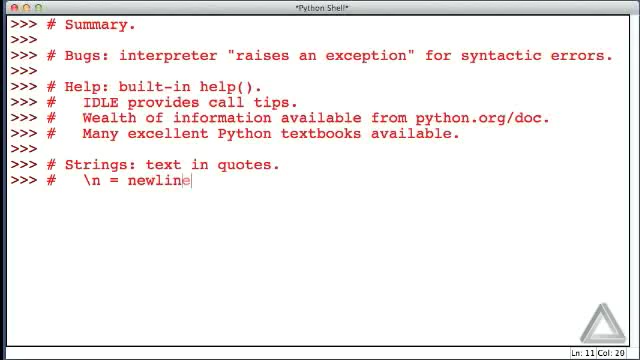 *Python Shell*
>>> # Summary.
>>>
>>> # Bugs: interpreter "raises an exception" for syntactic errors.
>>>
>>> # Help: built-in help().
>>> #   IDLE provides call tips.
>>> #   Wealth of information available from python.org/doc.
>>> #   Many excellent Python textbooks available.
>>>
>>> # Strings: text in quotes.
>>> #   \n = newline
Ln: 11 Col: 20